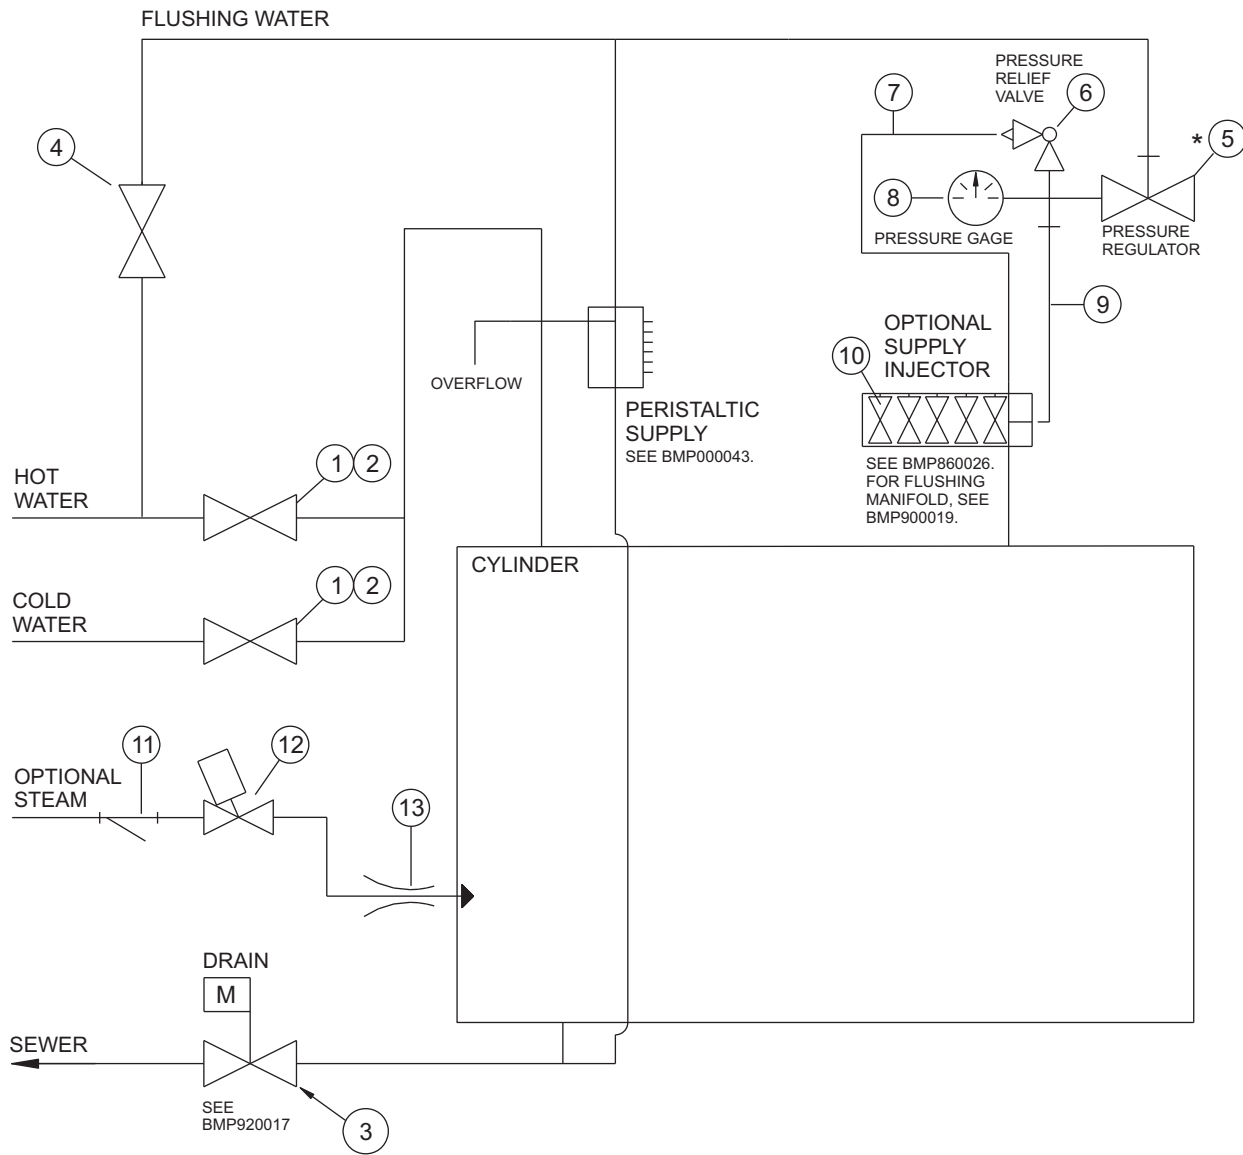 FLUSHING WATER
PRESSURE
RELIEF
VALVE
7
6
* 5
4
8
PRESSURE GAGE
PRESSURE
REGULATOR
9
OPTIONAL
SUPPLY
INJECTOR
10
OVERFLOW
PERISTALTIC
SUPPLY
SEE BMP000043.
SEE BMP860026.
FOR FLUSHING
MANIFOLD, SEE
BMP900019.
HOT
WATER
1 2
CYLINDER
COLD
WATER
1 2
11
12
OPTIONAL
STEAM
13
DRAIN
M
SEWER
SEE
BMP920017
3